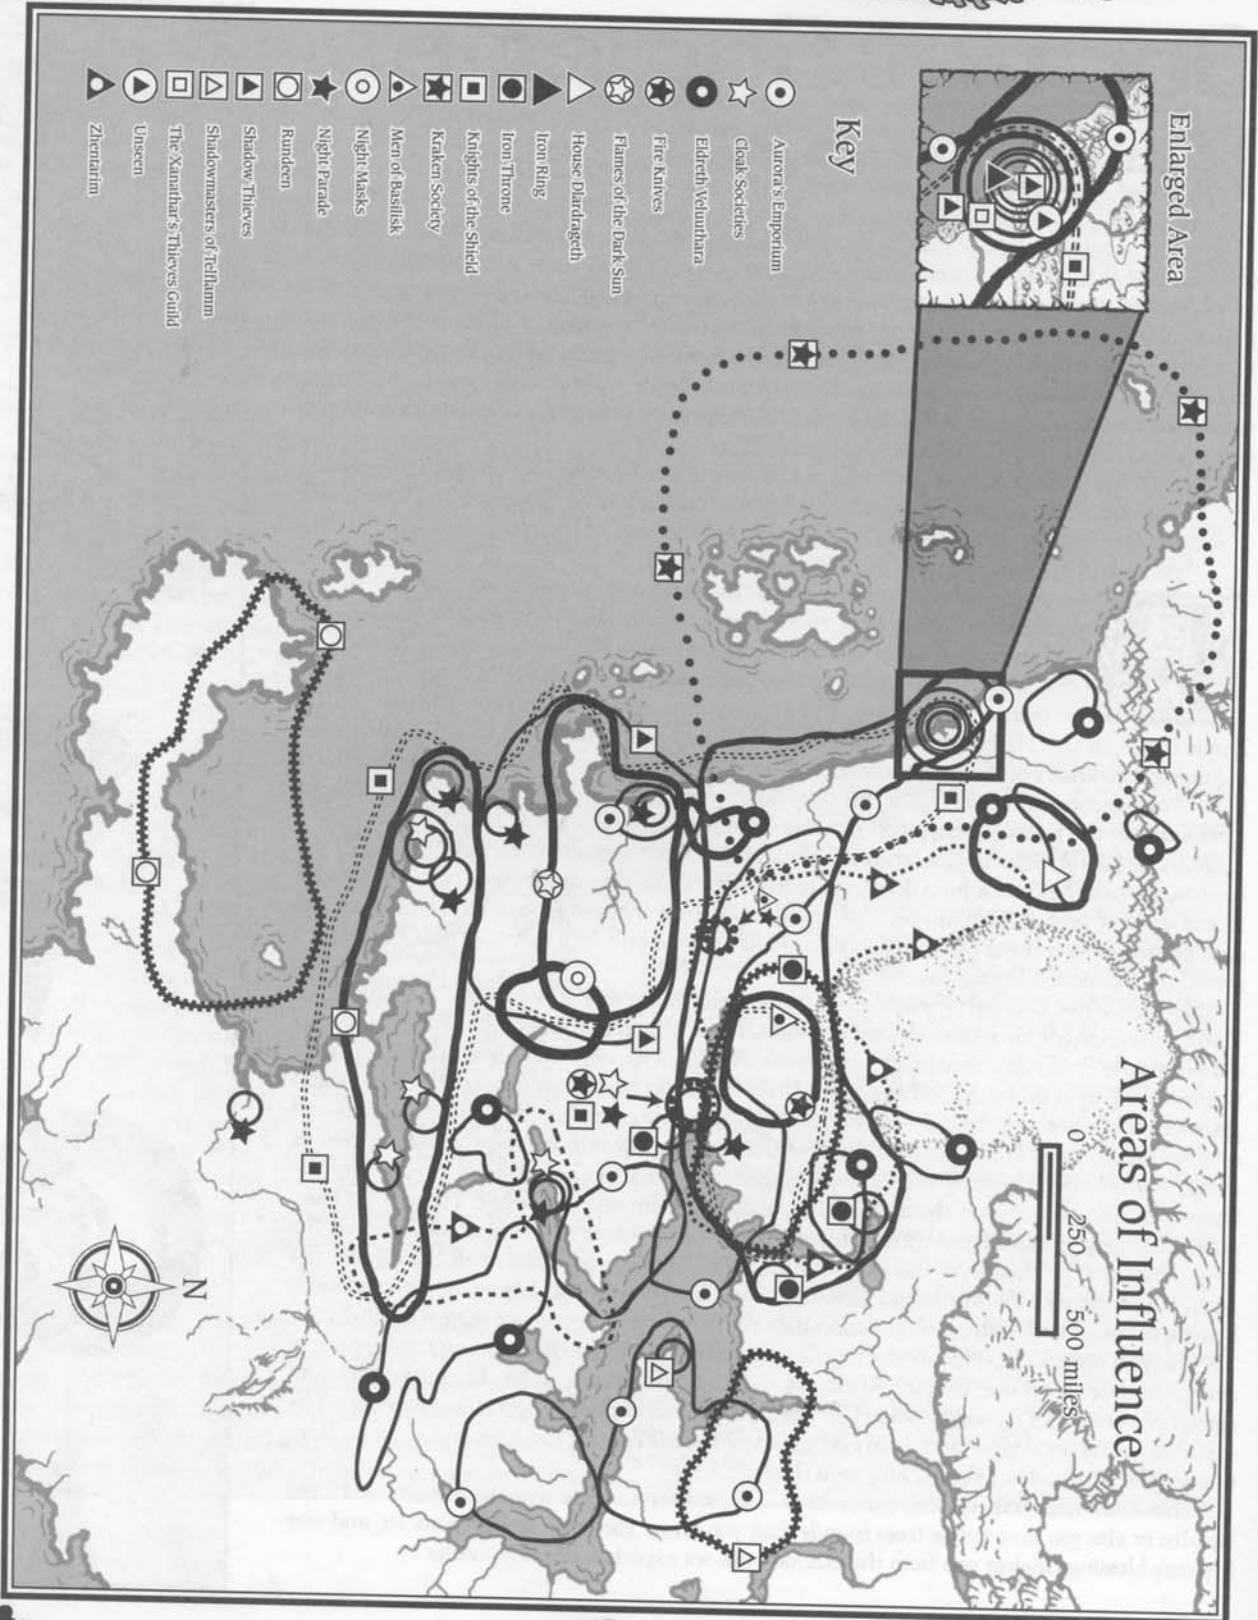 Areas of Influence
0 250 500 miles
Enlarged Area
Key
Aurora's Emporium
Cloak Societies
Eldreth Veluuthara
Fire Knives
Flames of the Dark Sun
House Dlardrageth
Iron Ring
Iron Throne
Knights of the Shield
Kraken Society
Men of Basilisk
Night Masks
Night Parade
Rundeen
Shadow Thieves
Shadowmasters of Telflamm
The Xanathar's Thieves Guild
Unseen
Zhentarim
N